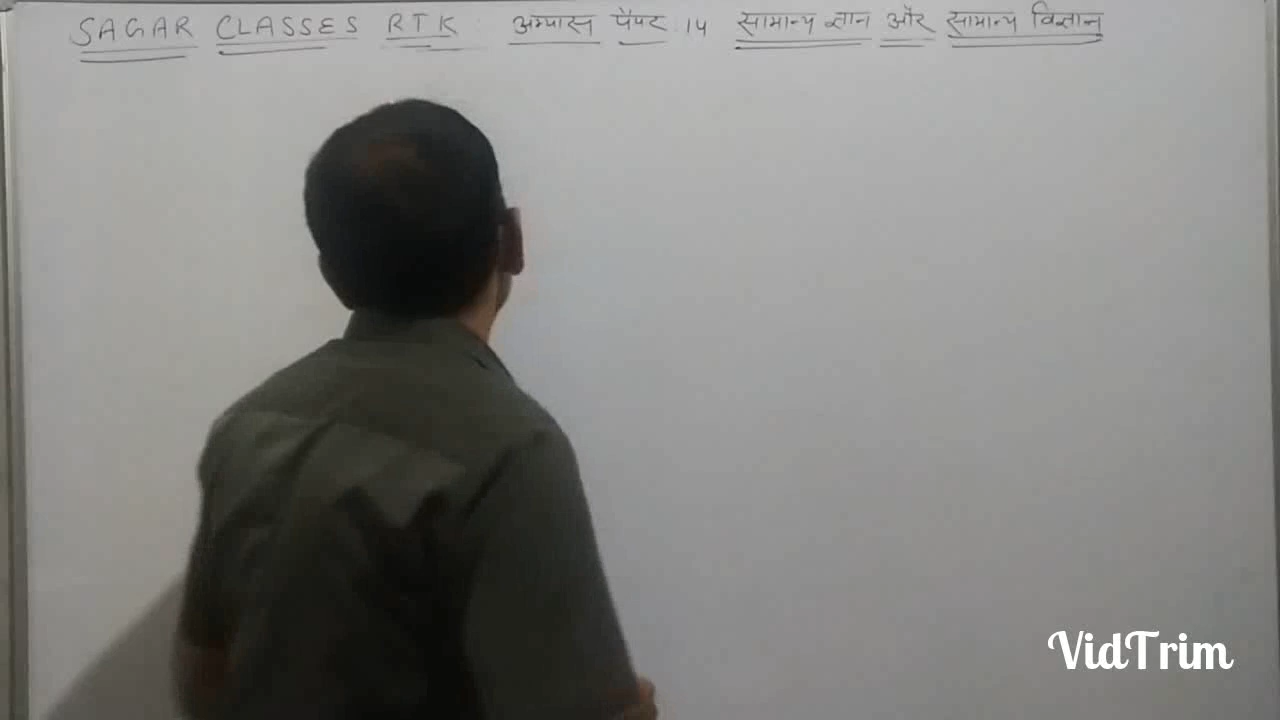 SAGAR CLASSES RTK अभ्यास पेपर 14 सामान्य ज्ञान और सामान्य विज्ञान
VidTrim